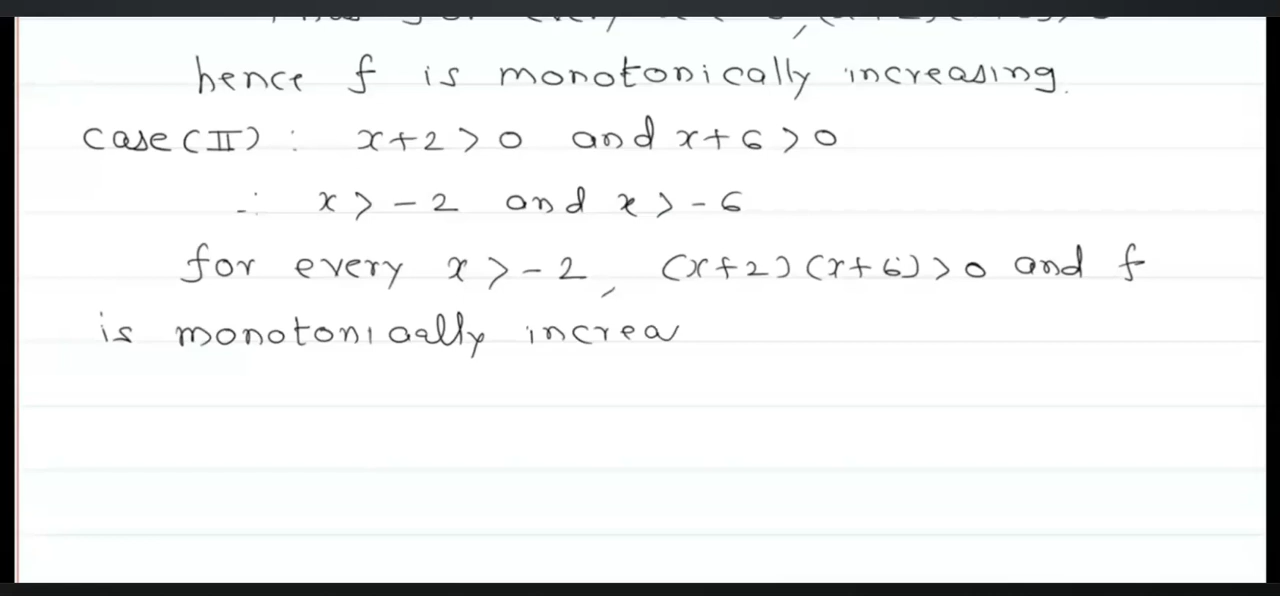 hence f is monotonically increasing.
case (II) : x+2 > 0 and x+6 > 0
∴ x > -2 and x > -6
for every x > -2, (x+2) (x+6) > 0 and f
is monotonically increa